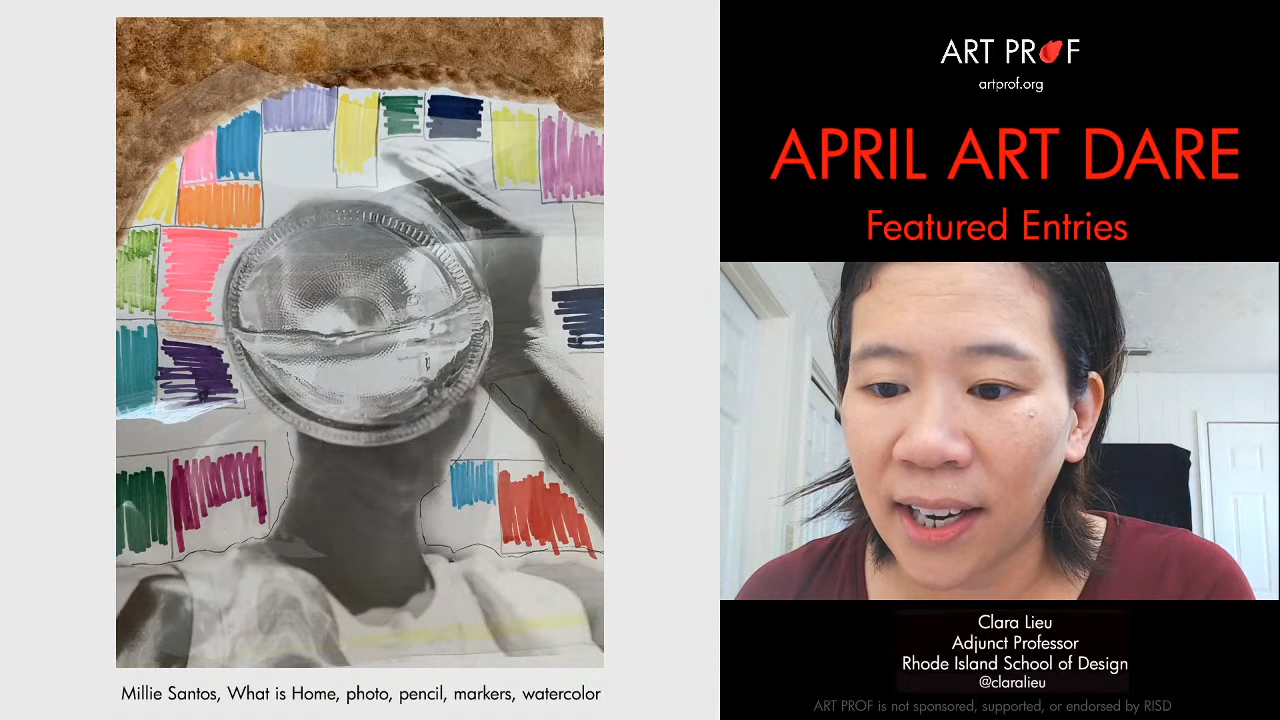 Millie Santos, What is Home, photo, pencil, markers, watercolor
ART PROF
artprof.org
APRIL ART DARE
Featured Entries
Clara Lieu
Adjunct Professor
Rhode Island School of Design
@claralieu
ART PROF is not sponsored, supported, or endorsed by RISD